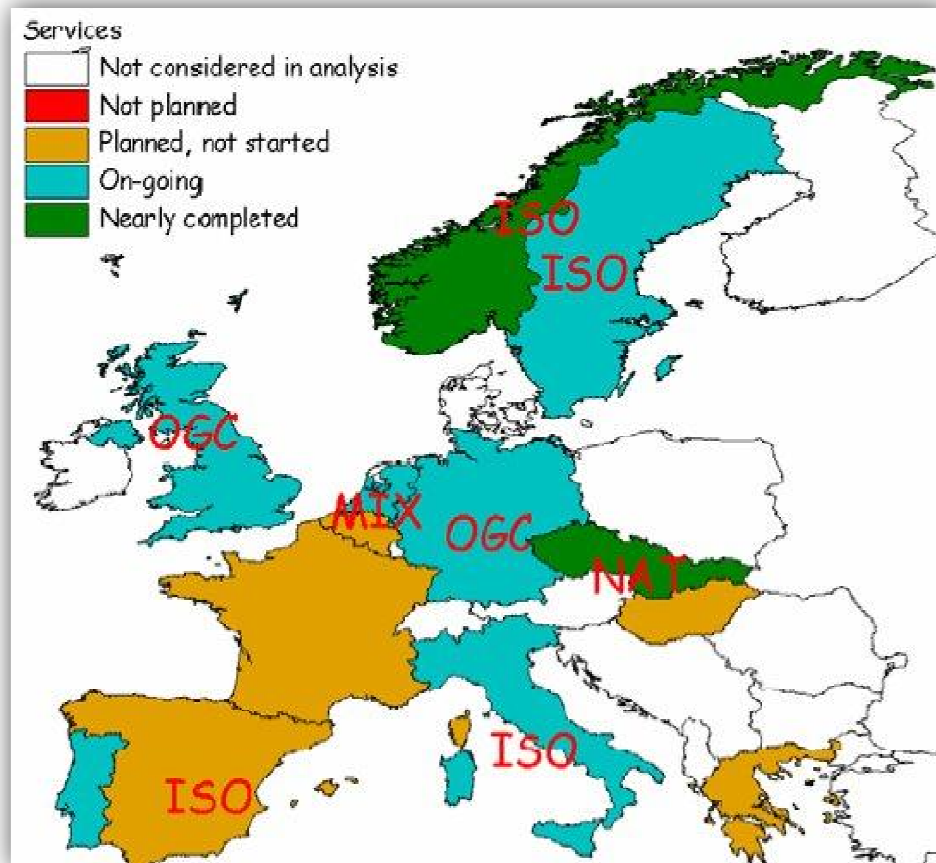 Services
Not considered in analysis
Not planned
Planned, not started
On-going
Nearly completed
ISO
ISO
OGC
MIX
OGC
NAT
ISO
ISO